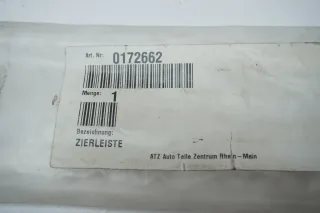 Art. Nr. 0172662
Menge: 1
Bezeichnung:
ZIERLEISTE
ATZ Auto Teile Zentrum Rhein - Main